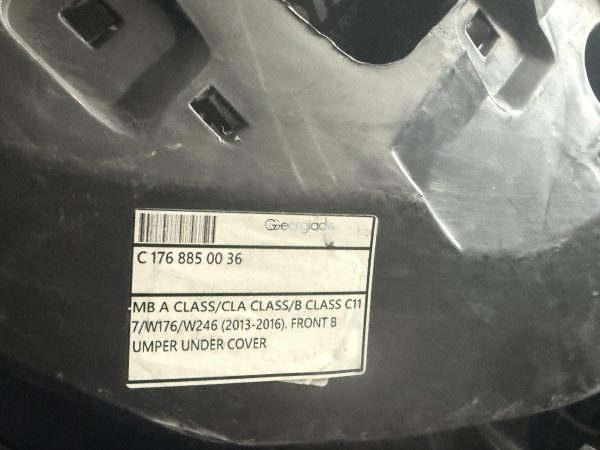 Georglade
C 176 885 00 36
MB A CLASS/CLA CLASS/B CLASS C11
7/W176/W246 (2013-2016). FRONT B
UMPER UNDER COVER